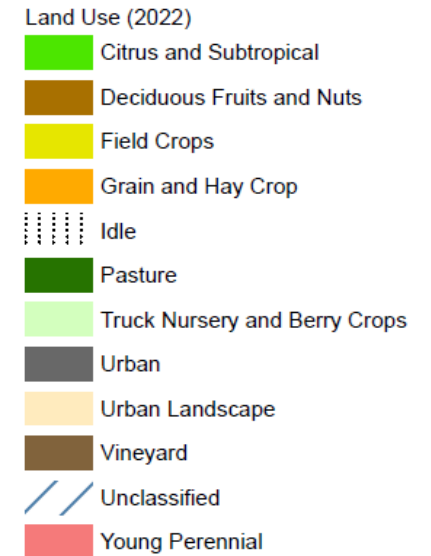 Land Use (2022)
Citrus and Subtropical
Deciduous Fruits and Nuts
Field Crops
Grain and Hay Crop
Idle
Pasture
Truck Nursery and Berry Crops
Urban
Urban Landscape
Vineyard
Unclassified
Young Perennial